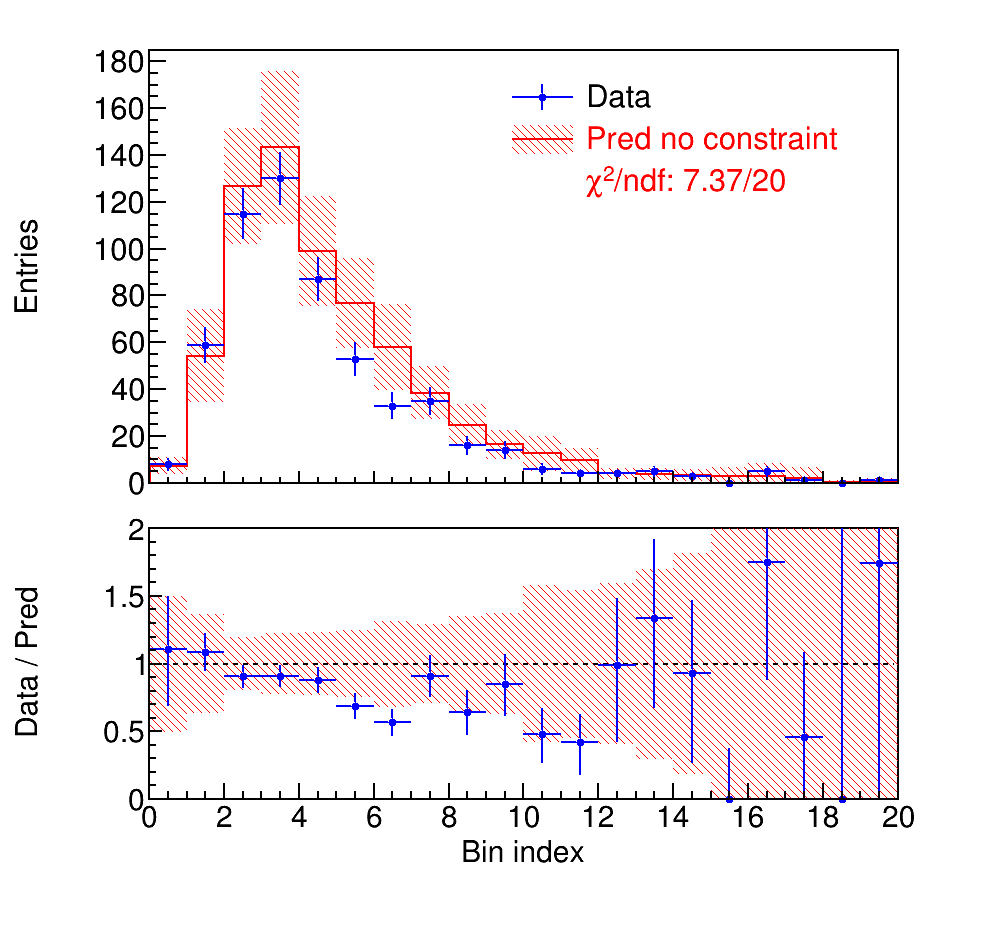 180
160
140
120
100
80
60
40
20
0
Entries
Data
Pred no constraint
χ²/ndf: 7.37/20
2
1.5
1
0.5
0
Data / Pred
0 2 4 6 8 10 12 14 16 18 20
Bin index